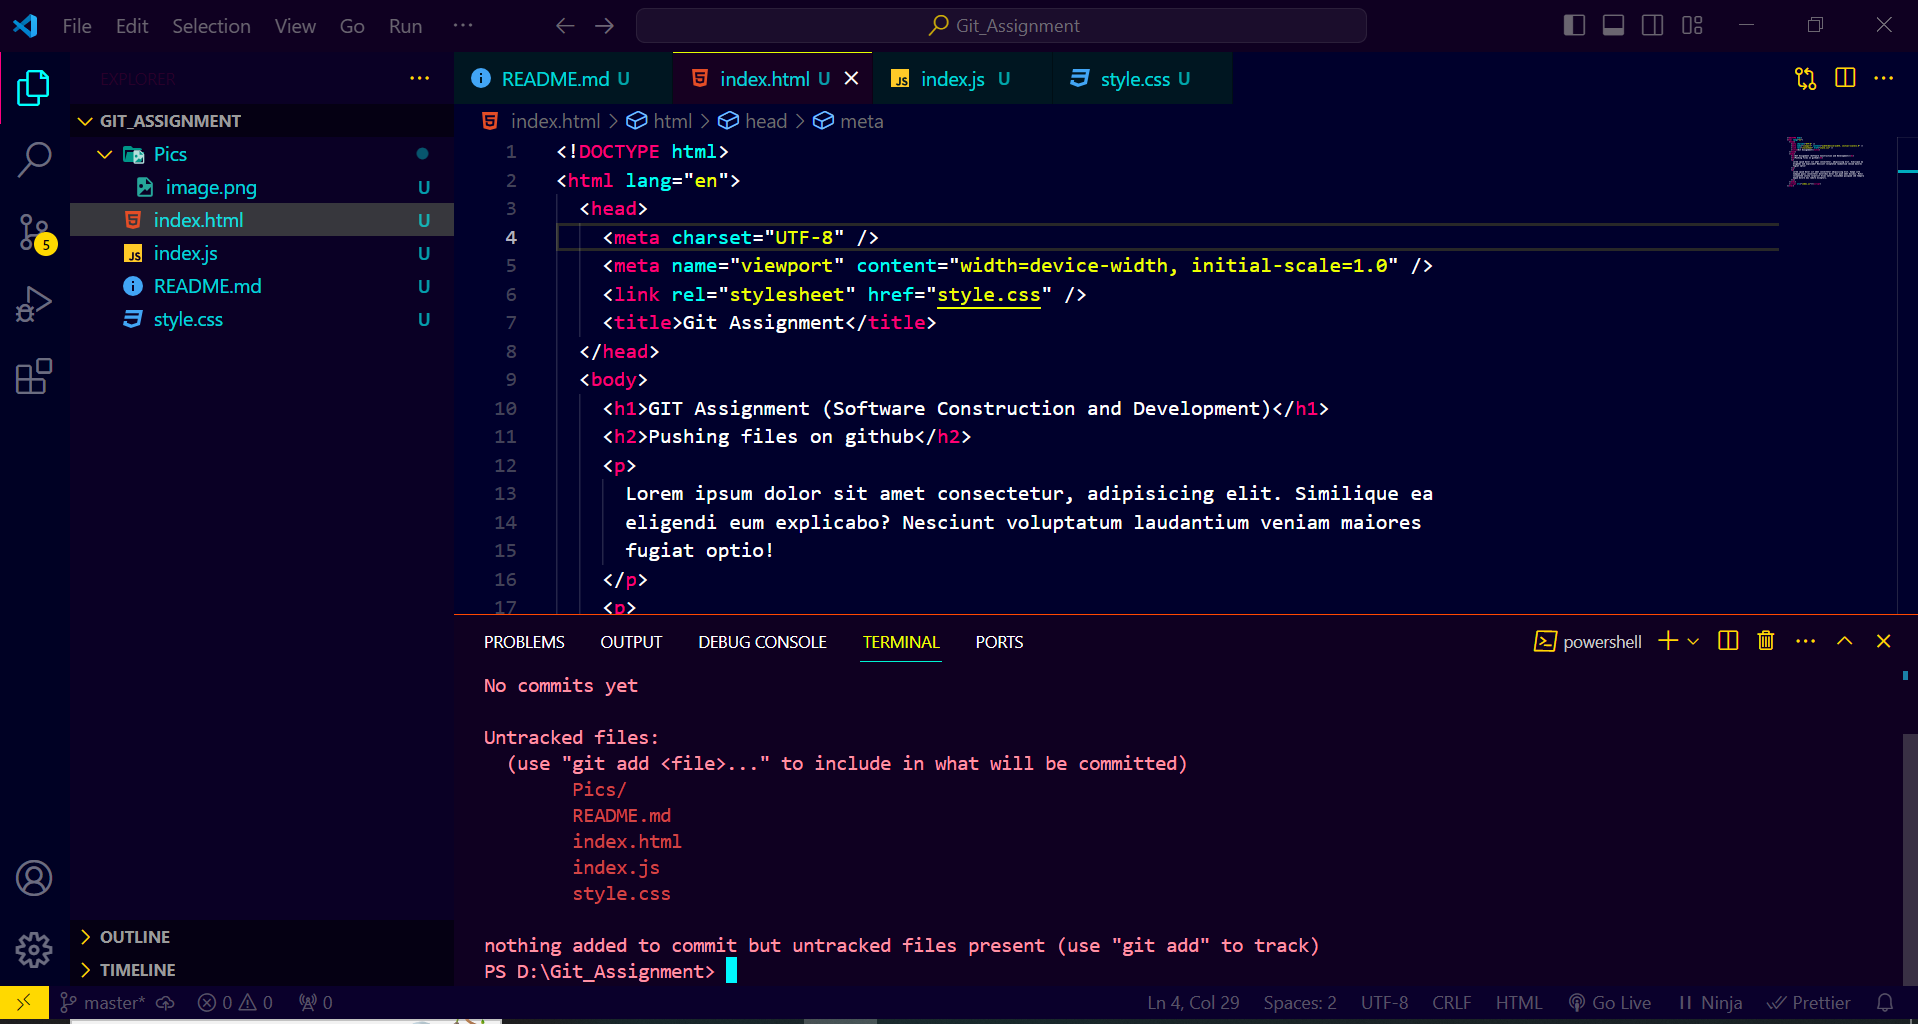 File Edit Selection View Go Run ···
Git_Assignment
EXPLORER
GIT_ASSIGNMENT
Pics
image.png U
index.html U
index.js U
README.md U
style.css U
5
OUTLINE
TIMELINE
README.md U index.html U index.js U style.css U
index.html > html > head > meta
1 <!DOCTYPE html>
2 <html lang="en">
3 <head>
4 <meta charset="UTF-8" />
5 <meta name="viewport" content="width=device-width, initial-scale=1.0" />
6 <link rel="stylesheet" href="style.css" />
7 <title>Git Assignment</title>
8 </head>
9 <body>
10 <h1>GIT Assignment (Software Construction and Development)</h1>
11 <h2>Pushing files on github</h2>
12 <p>
13 Lorem ipsum dolor sit amet consectetur, adipisicing elit. Similique ea
14 eligendi eum explicabo? Nesciunt voluptatum laudantium veniam maiores
15 fugiat optio!
16 </p>
17 <p>
PROBLEMS OUTPUT DEBUG CONSOLE TERMINAL PORTS
powershell
No commits yet
Untracked files:
(use "git add <file>..." to include in what will be committed)
Pics/
README.md
index.html
index.js
style.css
nothing added to commit but untracked files present (use "git add" to track)
PS D:\Git_Assignment>
master* 0 0 0
Ln 4, Col 29 Spaces: 2 UTF-8 CRLF HTML Go Live Ninja Prettier